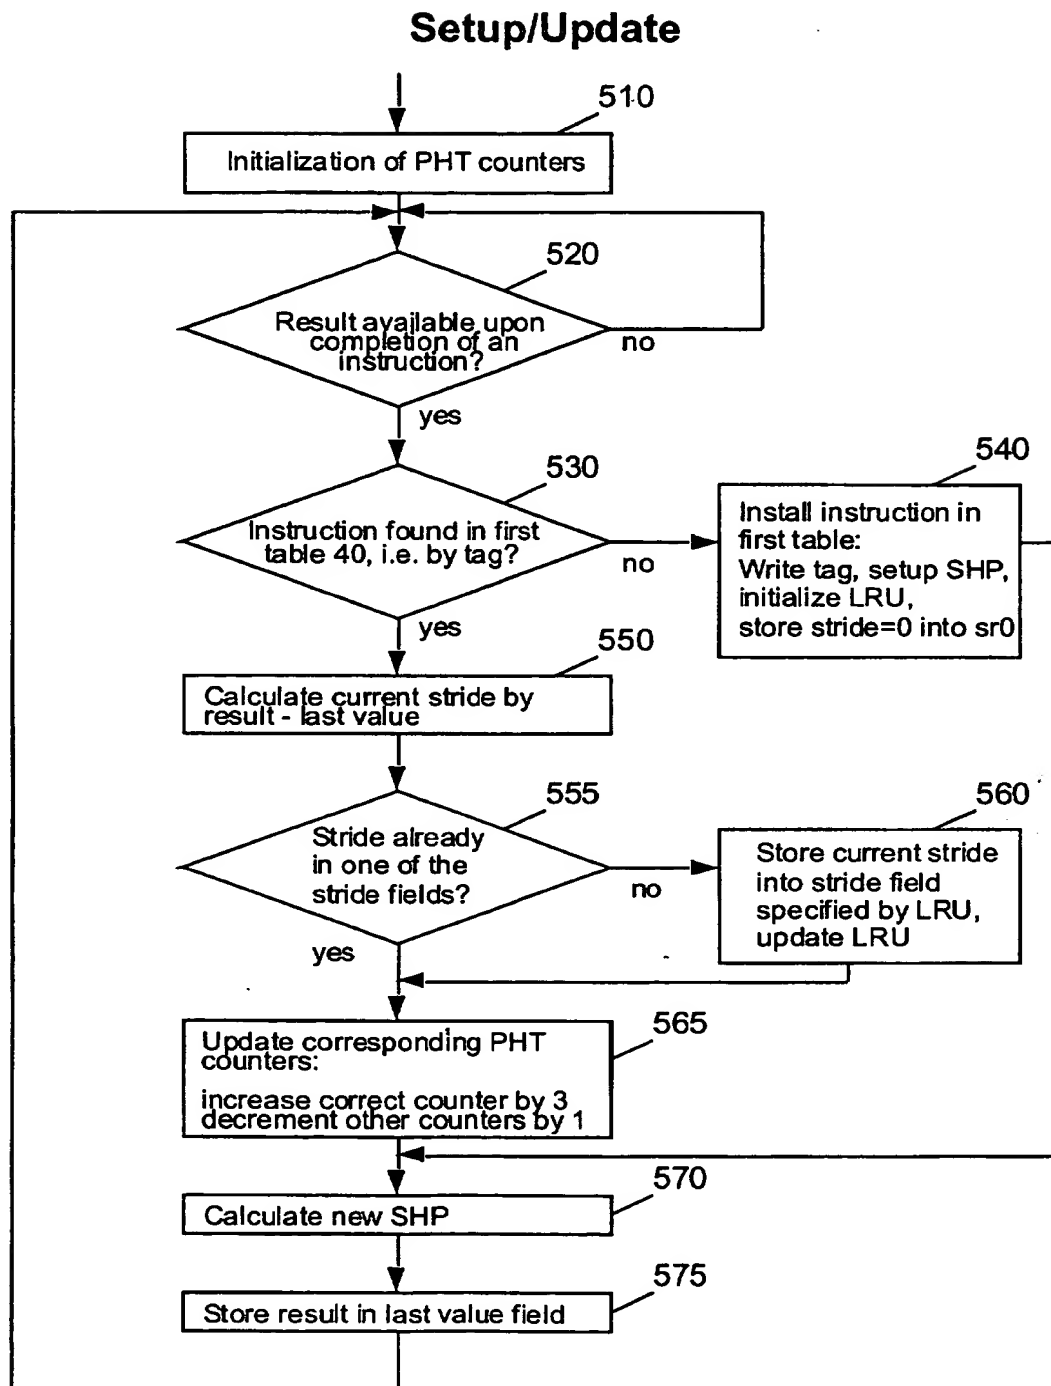 Setup/Update
510
Initialization of PHT counters
520
Result available upon
completion of an
instruction?
no
yes
530
540
Instruction found in first
table 40, i.e. by tag?
no
Install instruction in
first table:
Write tag, setup SHP,
initialize LRU,
store stride=0 into sr0
yes
550
Calculate current stride by
result - last value
555
560
Stride already
in one of the
stride fields?
no
Store current stride
into stride field
specified by LRU,
update LRU
yes
565
Update corresponding PHT
counters:
increase correct counter by 3
decrement other counters by 1
570
Calculate new SHP
575
Store result in last value field